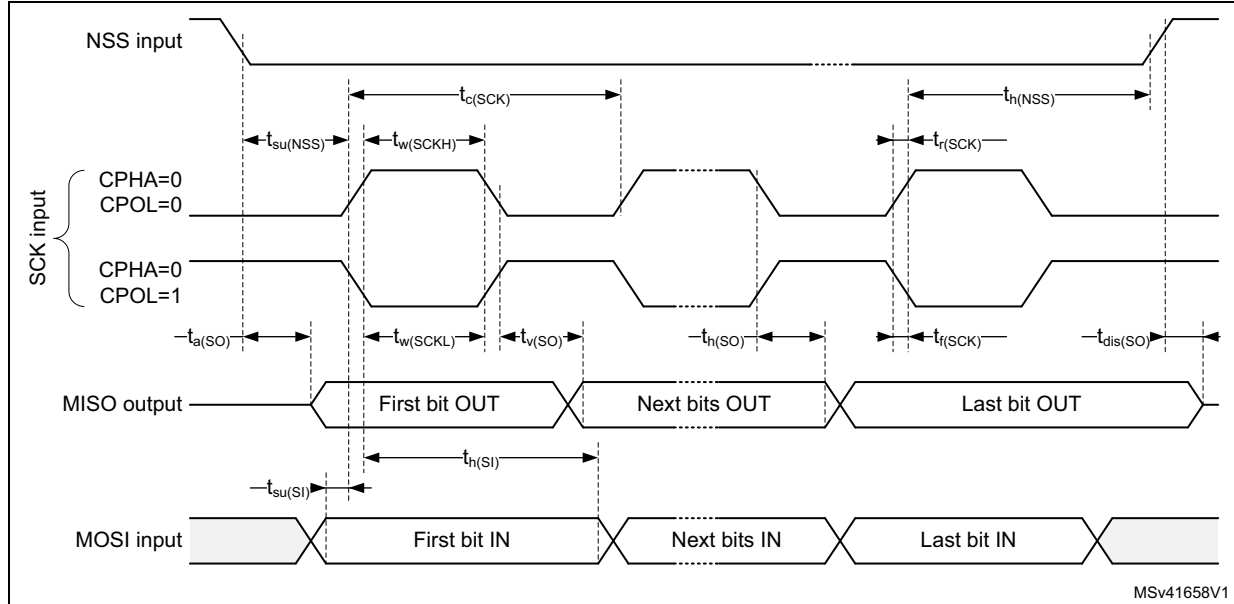 NSS input
tc(SCK)
th(NSS)
tsu(NSS)
tw(SCKH)
tr(SCK)
SCK input
CPHA=0
CPOL=0
CPHA=0
CPOL=1
ta(SO)
tw(SCKL)
tv(SO)
th(SO)
tf(SCK)
tdis(SO)
MISO output
First bit OUT
Next bits OUT
Last bit OUT
th(SI)
tsu(SI)
MOSI input
First bit IN
Next bits IN
Last bit IN
MSv41658V1